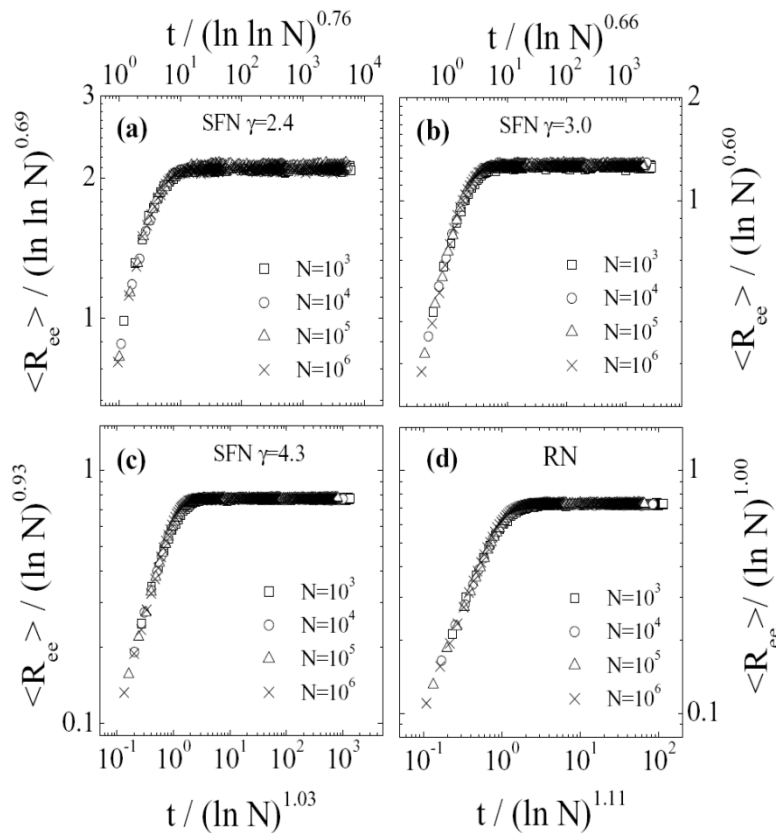 t / (ln ln N)^0.76
t / (ln N)^0.66
10^0 10^1 10^2 10^3 10^4
10^0 10^1 10^2 10^3
<R_ee> / (ln ln N)^0.69
3
2
1
(a)
SFN γ=2.4
N=10^3
N=10^4
N=10^5
N=10^6
(b)
SFN γ=3.0
N=10^3
N=10^4
N=10^5
N=10^6
2
1
<R_ee> / (ln N)^0.60
<R_ee> / (ln N)^0.93
1
0.1
(c)
SFN γ=4.3
N=10^3
N=10^4
N=10^5
N=10^6
(d)
RN
N=10^3
N=10^4
N=10^5
N=10^6
1
0.1
<R_ee> / (ln N)^1.00
10^-1 10^0 10^1 10^2 10^3
10^-1 10^0 10^1 10^2
t / (ln N)^1.03
t / (ln N)^1.11